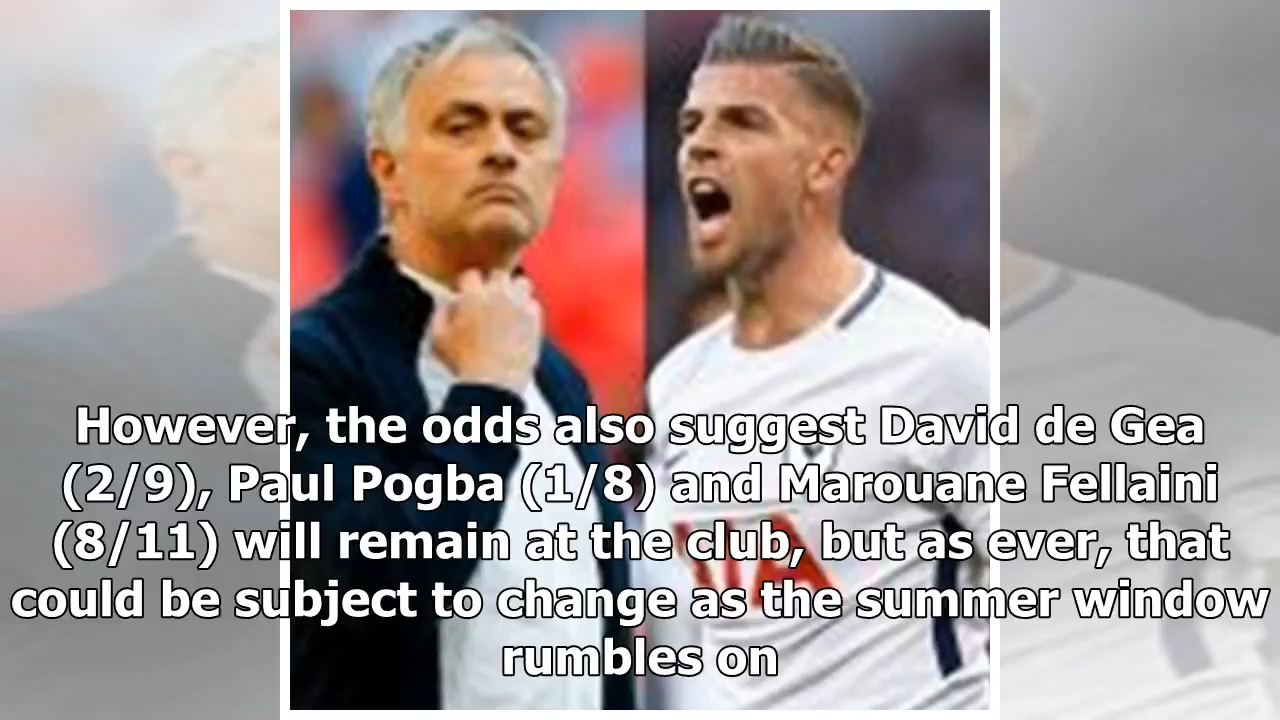 However, the odds also suggest David de Gea
(2/9), Paul Pogba (1/8) and Marouane Fellaini
(8/11) will remain at the club, but as ever, that
could be subject to change as the summer window
rumbles on